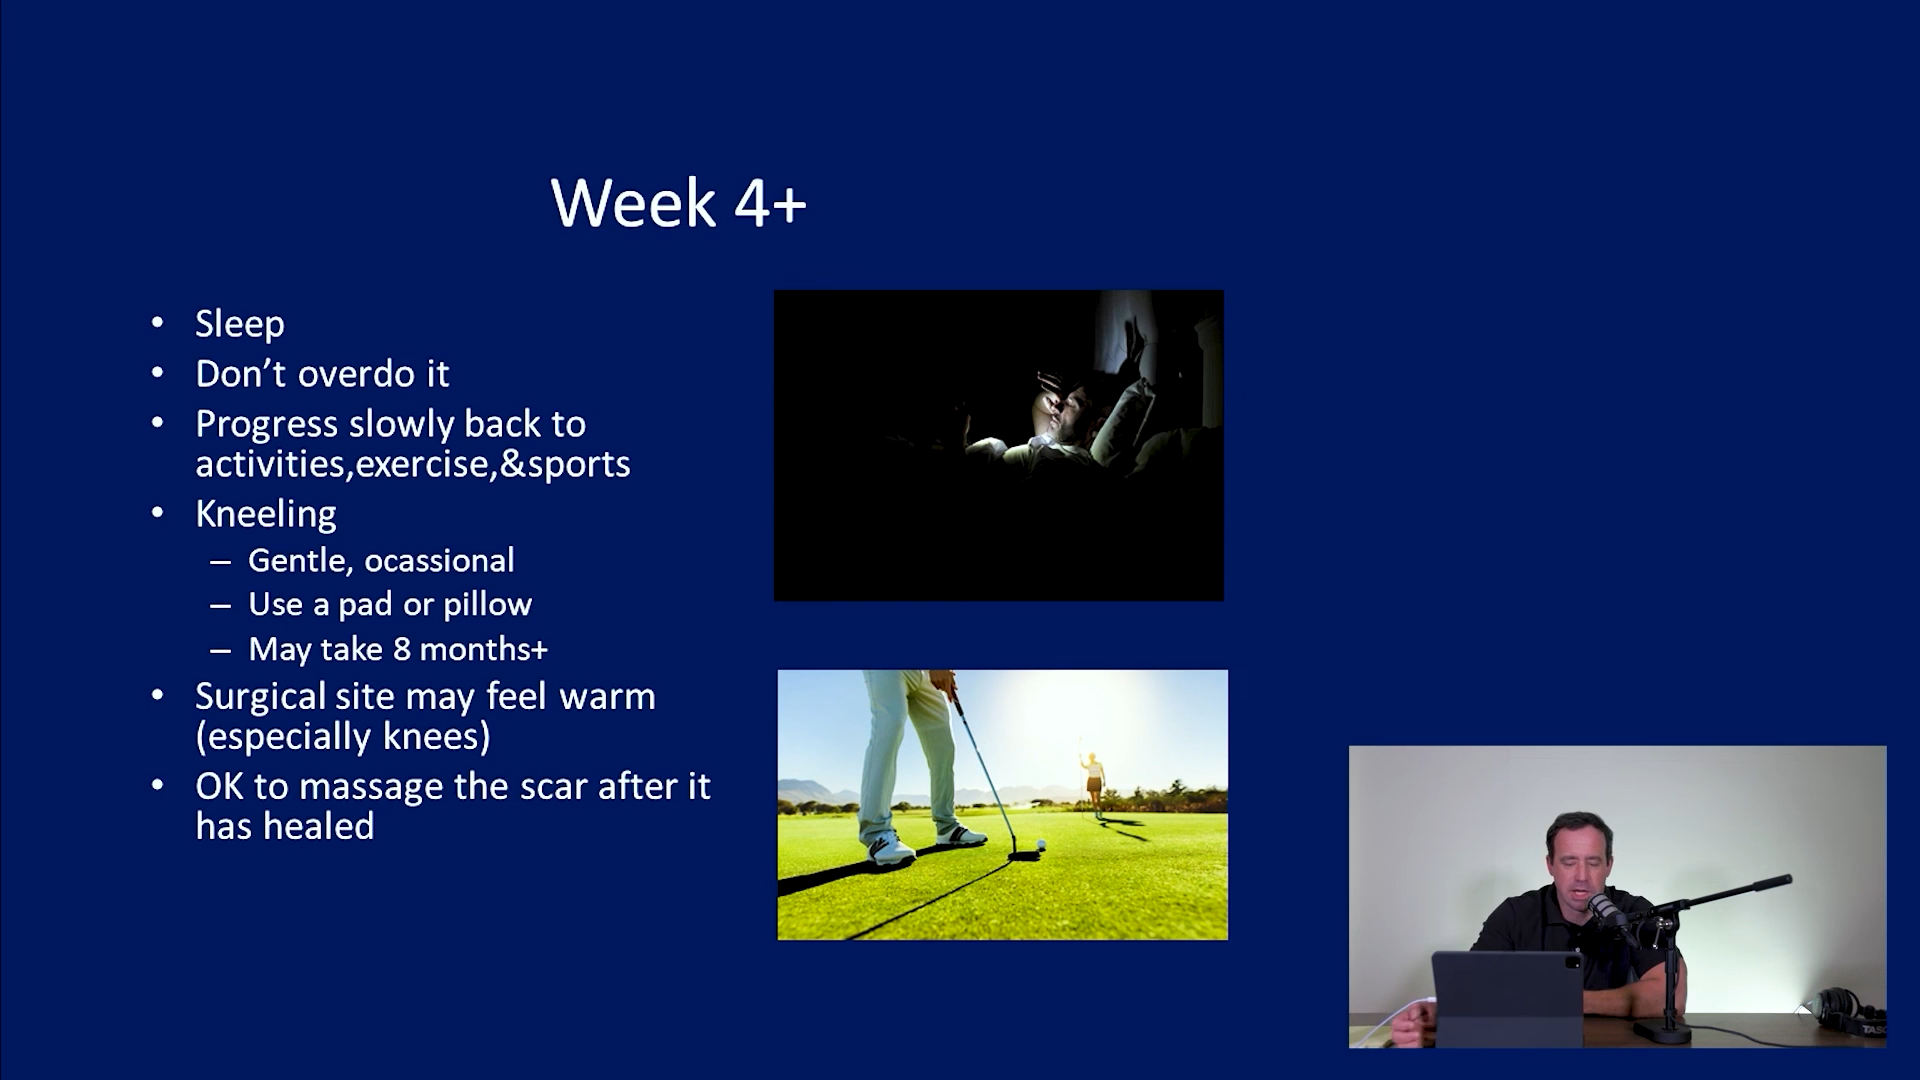 Week 4+
• Sleep
• Don’t overdo it
• Progress slowly back to
activities,exercise,&sports
• Kneeling
– Gentle, ocassional
– Use a pad or pillow
– May take 8 months+
• Surgical site may feel warm
(especially knees)
• OK to massage the scar after it
has healed